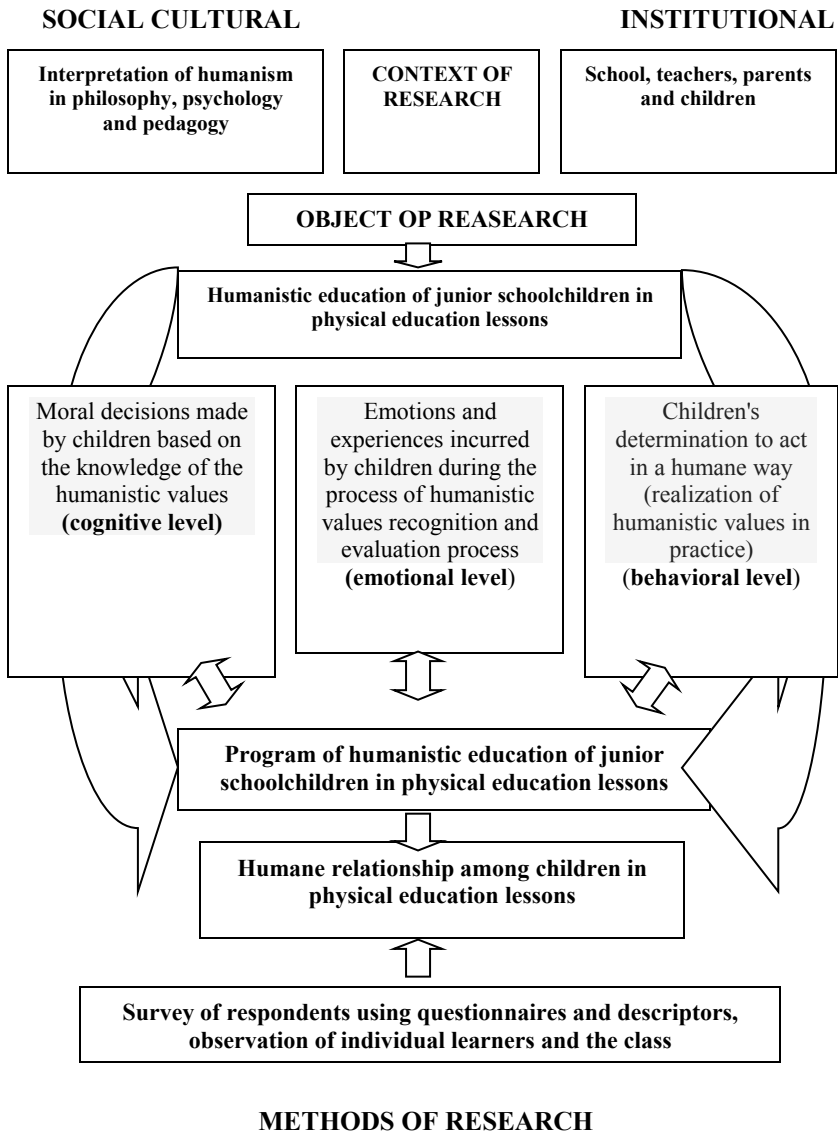 SOCIAL CULTURAL
INSTITUTIONAL
Interpretation of humanism
in philosophy, psychology
and pedagogy
CONTEXT OF
RESEARCH
School, teachers, parents
and children
OBJECT OP REASEARCH
Humanistic education of junior schoolchildren in
physical education lessons
Moral decisions made
by children based on
the knowledge of the
humanistic values
(cognitive level)
Emotions and
experiences incurred
by children during the
process of humanistic
values recognition and
evaluation process
(emotional level)
Children's
determination to act
in a humane way
(realization of
humanistic values in
practice)
(behavioral level)
Program of humanistic education of junior
schoolchildren in physical education lessons
Humane relationship among children in
physical education lessons
Survey of respondents using questionnaires and descriptors,
observation of individual learners and the class
METHODS OF RESEARCH